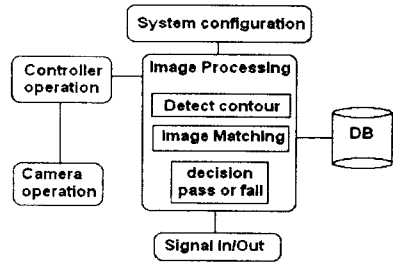 System configuration
Controller
operation
Image Processing
Detect contour
Image Matching
decision
pass or fail
DB
Camera
operation
Signal In/Out